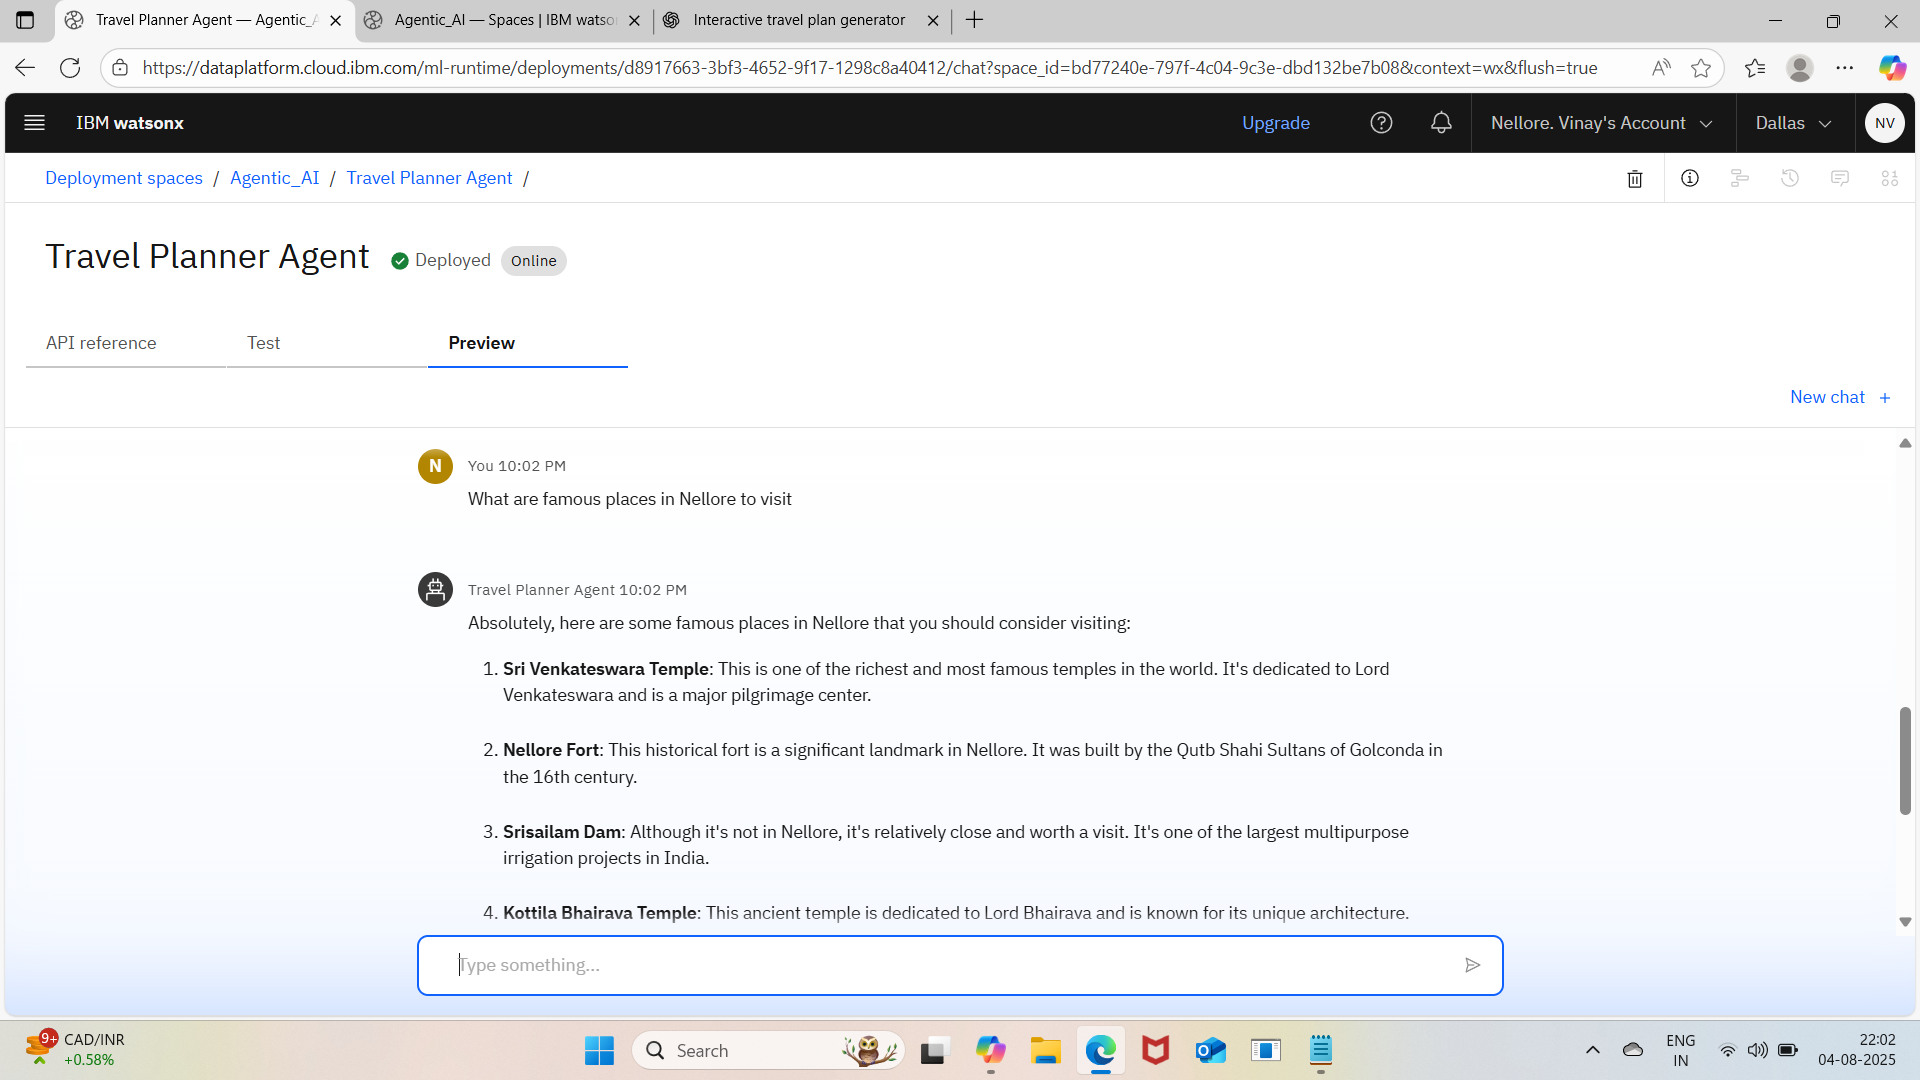 Travel Planner Agent — Agentic_A
Agentic_AI — Spaces | IBM watso
Interactive travel plan generator
https://dataplatform.cloud.ibm.com/ml-runtime/deployments/d8917663-3bf3-4652-9f17-1298c8a40412/chat?space_id=bd77240e-797f-4c04-9c3e-dbd132be7b08&context=wx&flush=true
IBM watsonx
Upgrade
Nellore. Vinay's Account
Dallas
NV
Deployment spaces / Agentic_AI / Travel Planner Agent /
Travel Planner Agent
Deployed
Online
API reference
Test
Preview
New chat +
N
You 10:02 PM
What are famous places in Nellore to visit
Travel Planner Agent 10:02 PM
Absolutely, here are some famous places in Nellore that you should consider visiting:
1. Sri Venkateswara Temple: This is one of the richest and most famous temples in the world. It's dedicated to Lord
Venkateswara and is a major pilgrimage center.
2. Nellore Fort: This historical fort is a significant landmark in Nellore. It was built by the Qutb Shahi Sultans of Golconda in
the 16th century.
3. Srisailam Dam: Although it's not in Nellore, it's relatively close and worth a visit. It's one of the largest multipurpose
irrigation projects in India.
4. Kottila Bhairava Temple: This ancient temple is dedicated to Lord Bhairava and is known for its unique architecture.
Type something...
9+
CAD/INR
+0.58%
Search
ENG
IN
22:02
04-08-2025